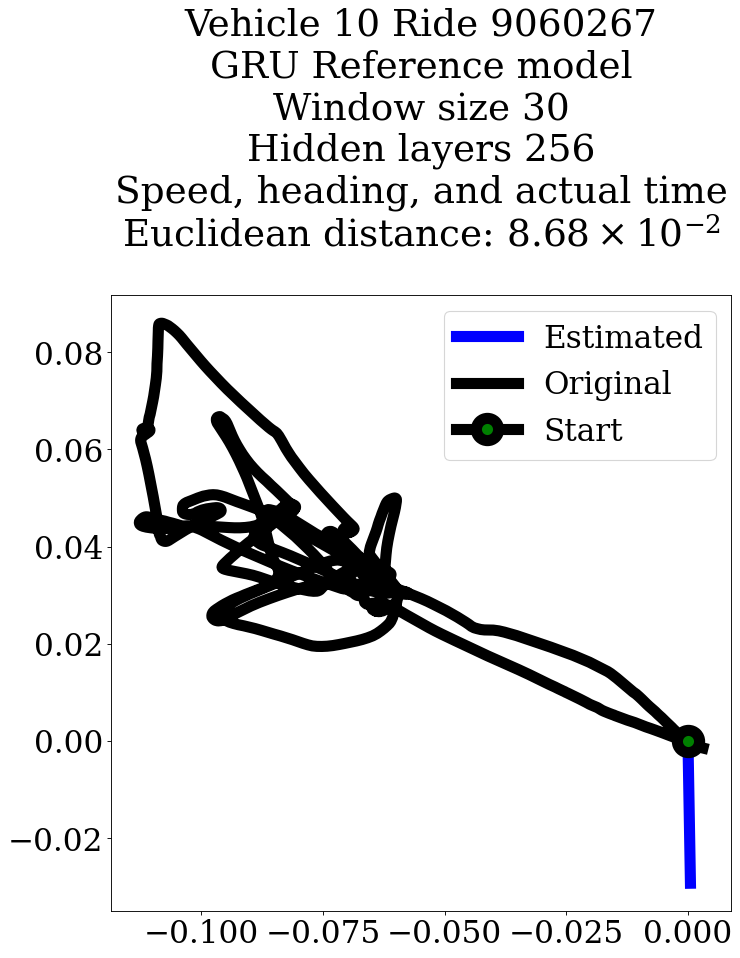 Vehicle 10 Ride 9060267
GRU Reference model
Window size 30
Hidden layers 256
Speed, heading, and actual time
Euclidean distance: 8.68 × 10⁻²
Estimated
Original
Start
0.08
0.06
0.04
0.02
0.00
−0.02
−0.100 −0.075 −0.050 −0.025 0.000